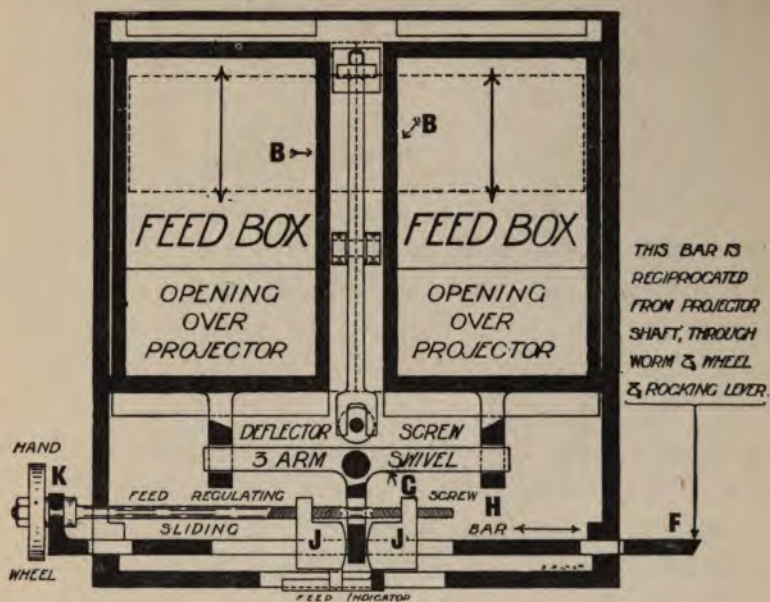 B
B
FEED BOX
FEED BOX
OPENING
OVER
PROJECTOR
OPENING
OVER
PROJECTOR
THIS BAR IS
RECIPROCATED
FROM PROJECTOR
SHAFT, THROUGH
WORM & WHEEL
& ROCKING LEVER.
DEFLECTOR SCREW
3 ARM SWIVEL
C
HAND
WHEEL
K
FEED REGULATING SCREW
H
SLIDING BAR
J
J
F
FEED INDICATOR